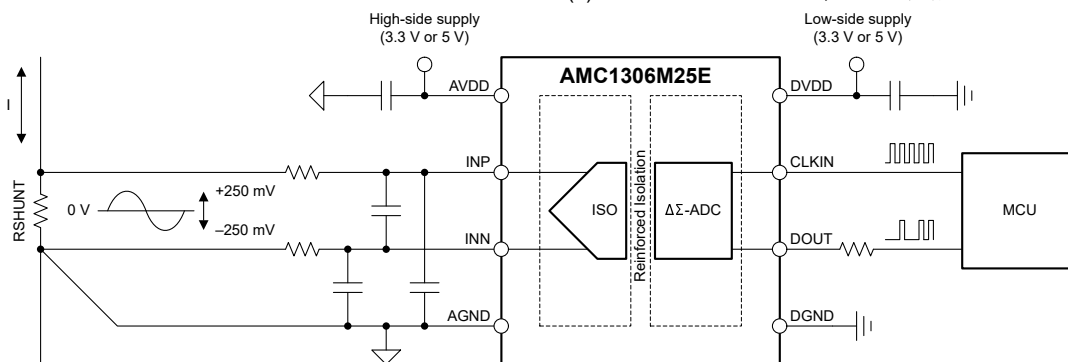 High-side supply
(3.3 V or 5 V)
Low-side supply
(3.3 V or 5 V)
AMC1306M25E
AVDD
DVDD
I
INP
CLKIN
RSHUNT
0 V
+250 mV
–250 mV
ISO
Reinforced Isolation
ΔΣ-ADC
MCU
INN
DOUT
AGND
DGND